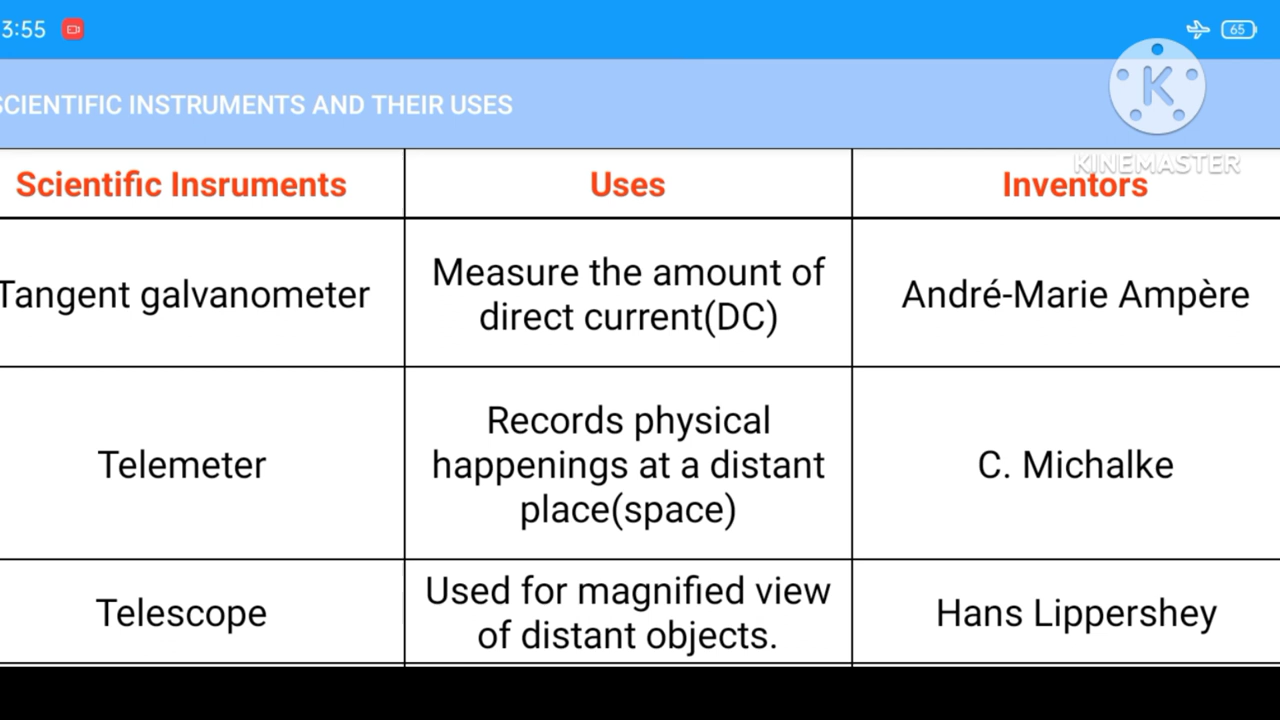 3:55
65
SCIENTIFIC INSTRUMENTS AND THEIR USES
K
KINEMASTER
Scientific Insruments
Uses
Inventors
Tangent galvanometer
Measure the amount of
direct current(DC)
André-Marie Ampère
Telemeter
Records physical
happenings at a distant
place(space)
C. Michalke
Telescope
Used for magnified view
of distant objects.
Hans Lippershey